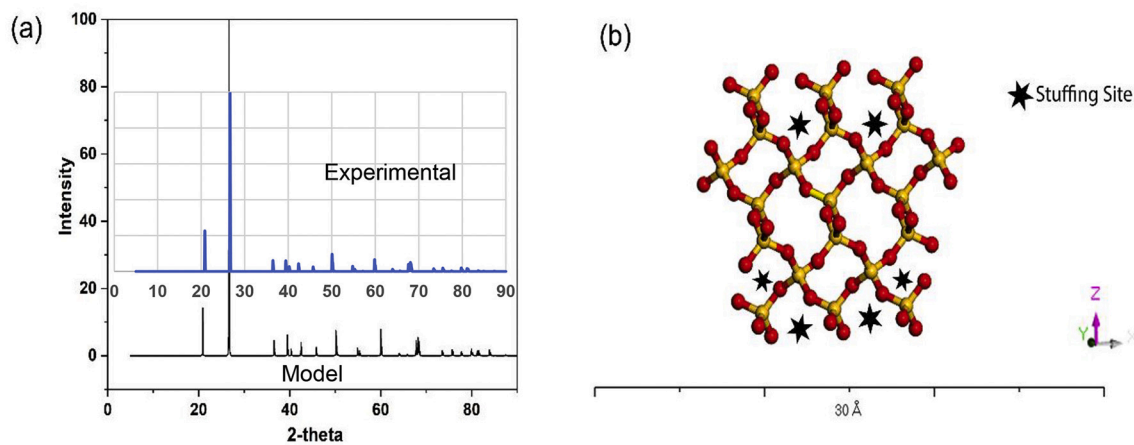 (a)
100
80
60
40
20
0
Intensity
Experimental
0 10 20 30 40 50 60 70 80 90
Model
0 20 40 60 80
2-theta
(b)
Stuffing Site
Z
Y X
30 Å